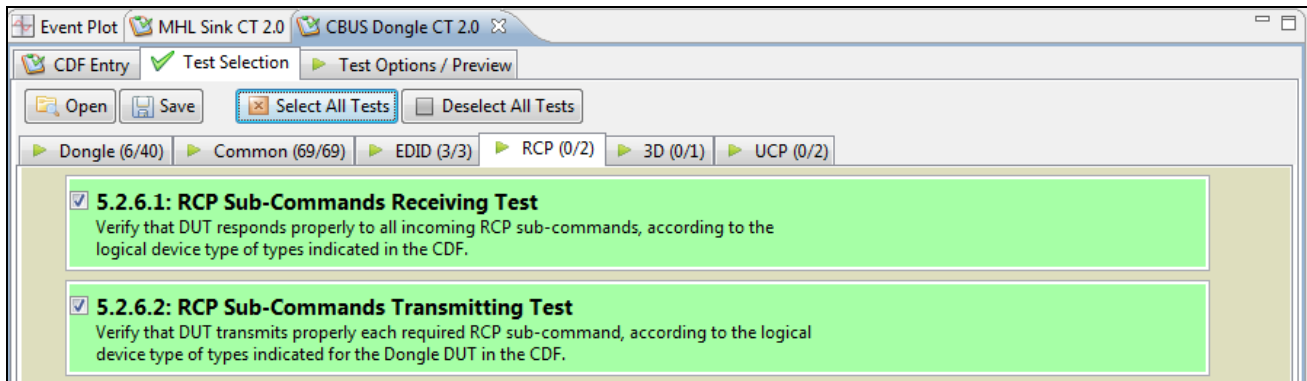 Event Plot MHL Sink CT 2.0 CBUS Dongle CT 2.0
CDF Entry Test Selection Test Options / Preview
Open Save Select All Tests Deselect All Tests
Dongle (6/40) Common (69/69) EDID (3/3) RCP (0/2) 3D (0/1) UCP (0/2)
5.2.6.1: RCP Sub-Commands Receiving Test
Verify that DUT responds properly to all incoming RCP sub-commands, according to the
logical device type of types indicated in the CDF.
5.2.6.2: RCP Sub-Commands Transmitting Test
Verify that DUT transmits properly each required RCP sub-command, according to the logical
device type of types indicated for the Dongle DUT in the CDF.